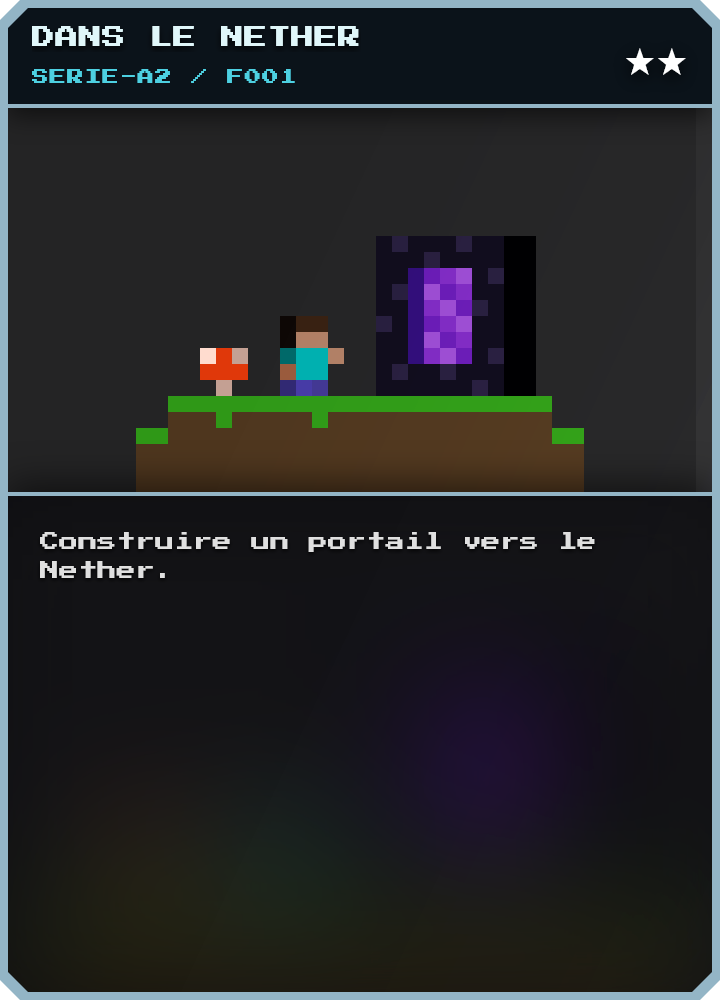 DANS LE NETHER
SERIE-A2 / F001
★★
Construire un portail vers le
Nether.